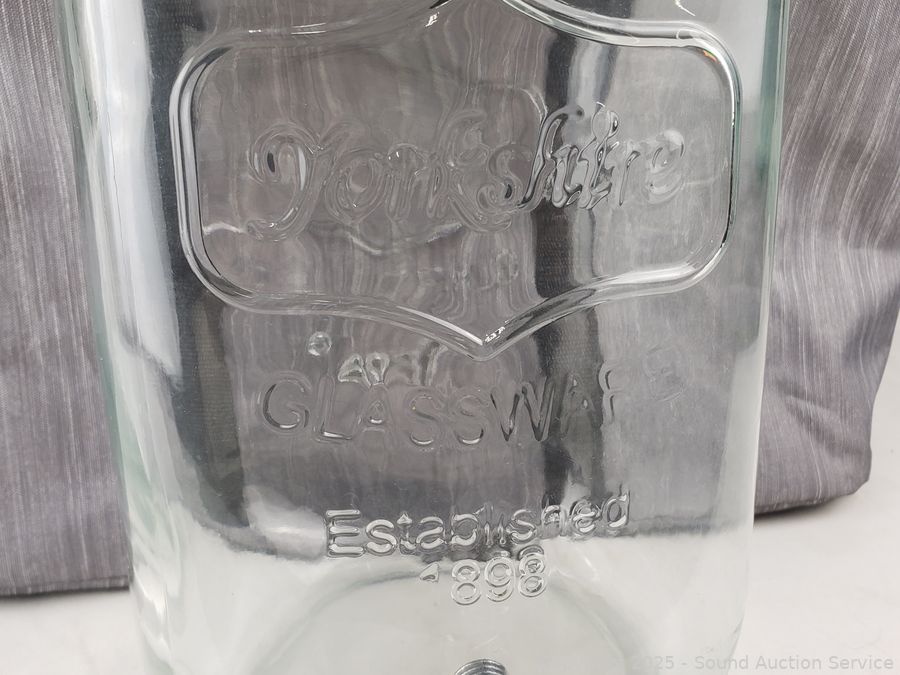 Yorkshire
GLASSWARE
Established
1898
2025 - Sound Auction Service